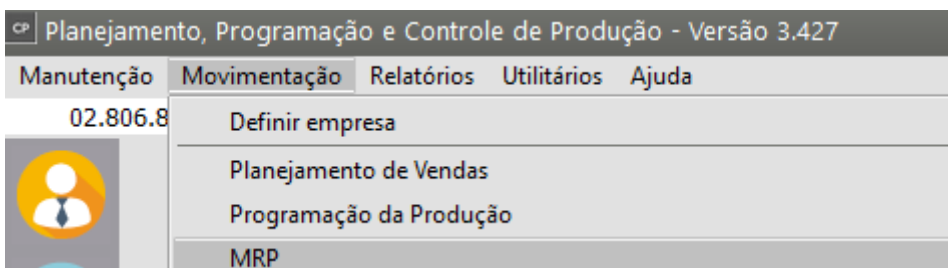 CP Planejamento, Programação e Controle de Produção - Versão 3.427
Manutenção Movimentação Relatórios Utilitários Ajuda
02.806.8
Definir empresa
Planejamento de Vendas
Programação da Produção
MRP